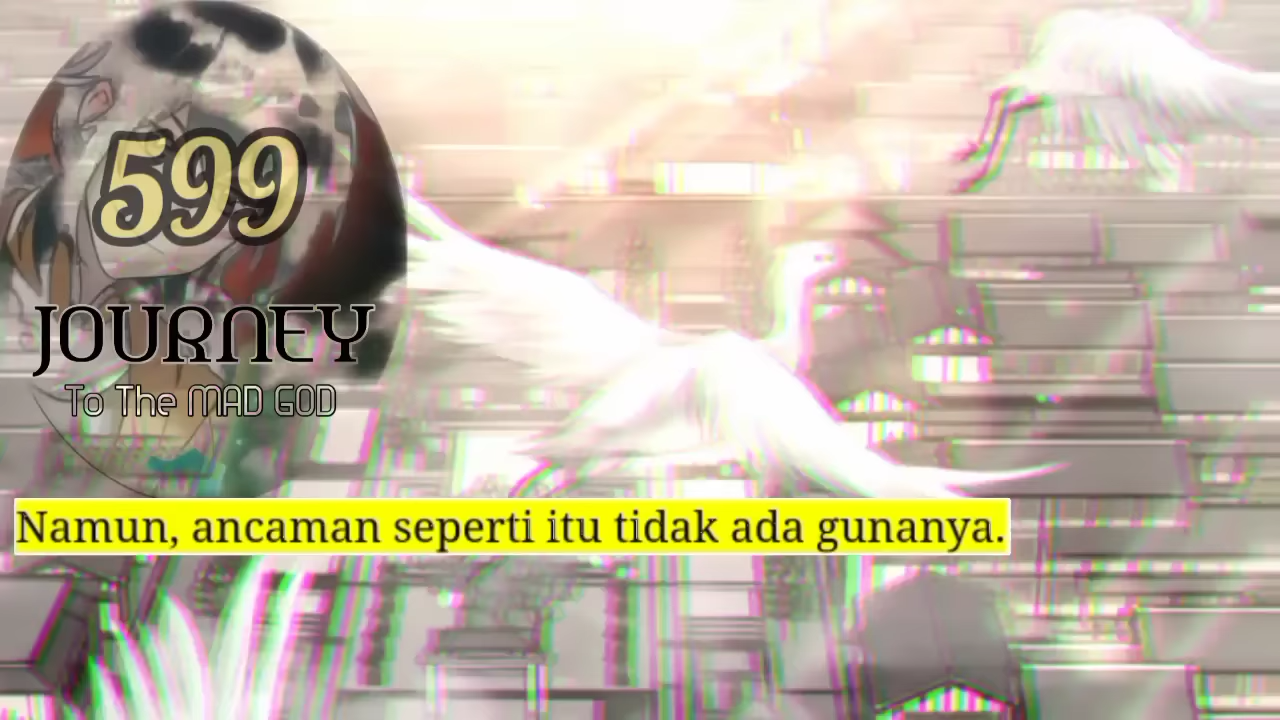 599
JOURNEY
To The MAD GOD
Namun, ancaman seperti itu tidak ada gunanya.